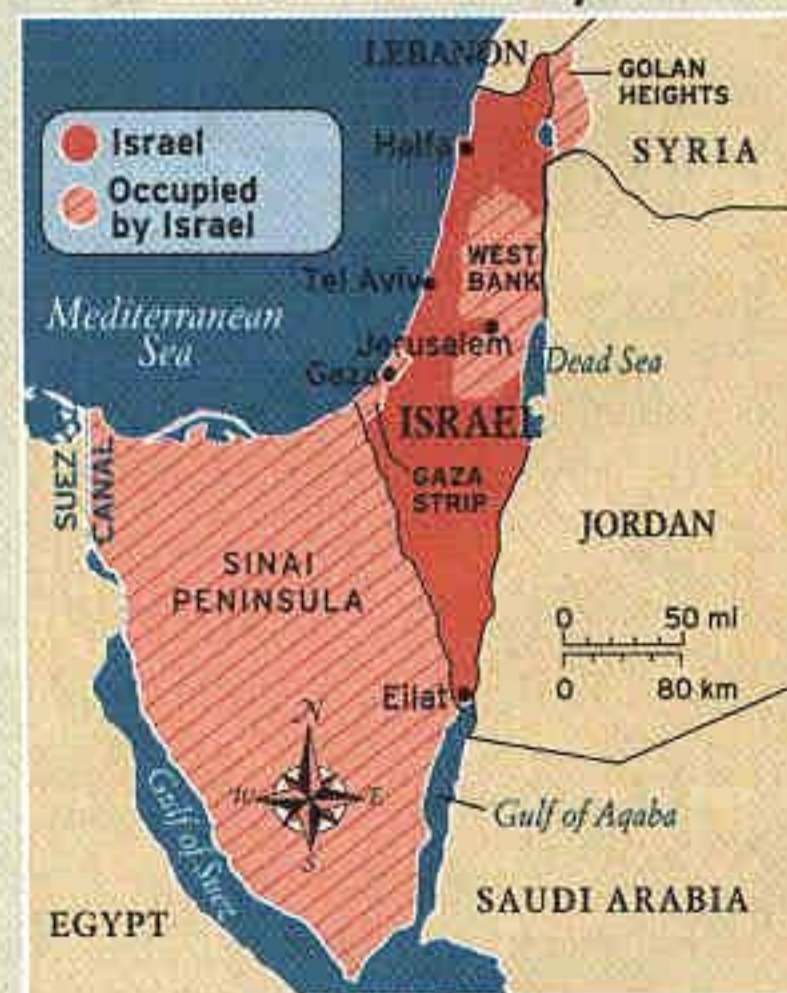 LEBANON
GOLAN
HEIGHTS
Israel
Occupied
by Israel
Haifa
SYRIA
WEST
BANK
Tel Aviv
Mediterranean
Sea
Jerusalem
Dead Sea
Gaza
ISRAEL
SUEZ
CANAL
GAZA
STRIP
JORDAN
SINAI
PENINSULA
0 50 mi
0 80 km
Eilat
N
W E
S
Gulf of Suez
Gulf of Aqaba
EGYPT
SAUDI ARABIA